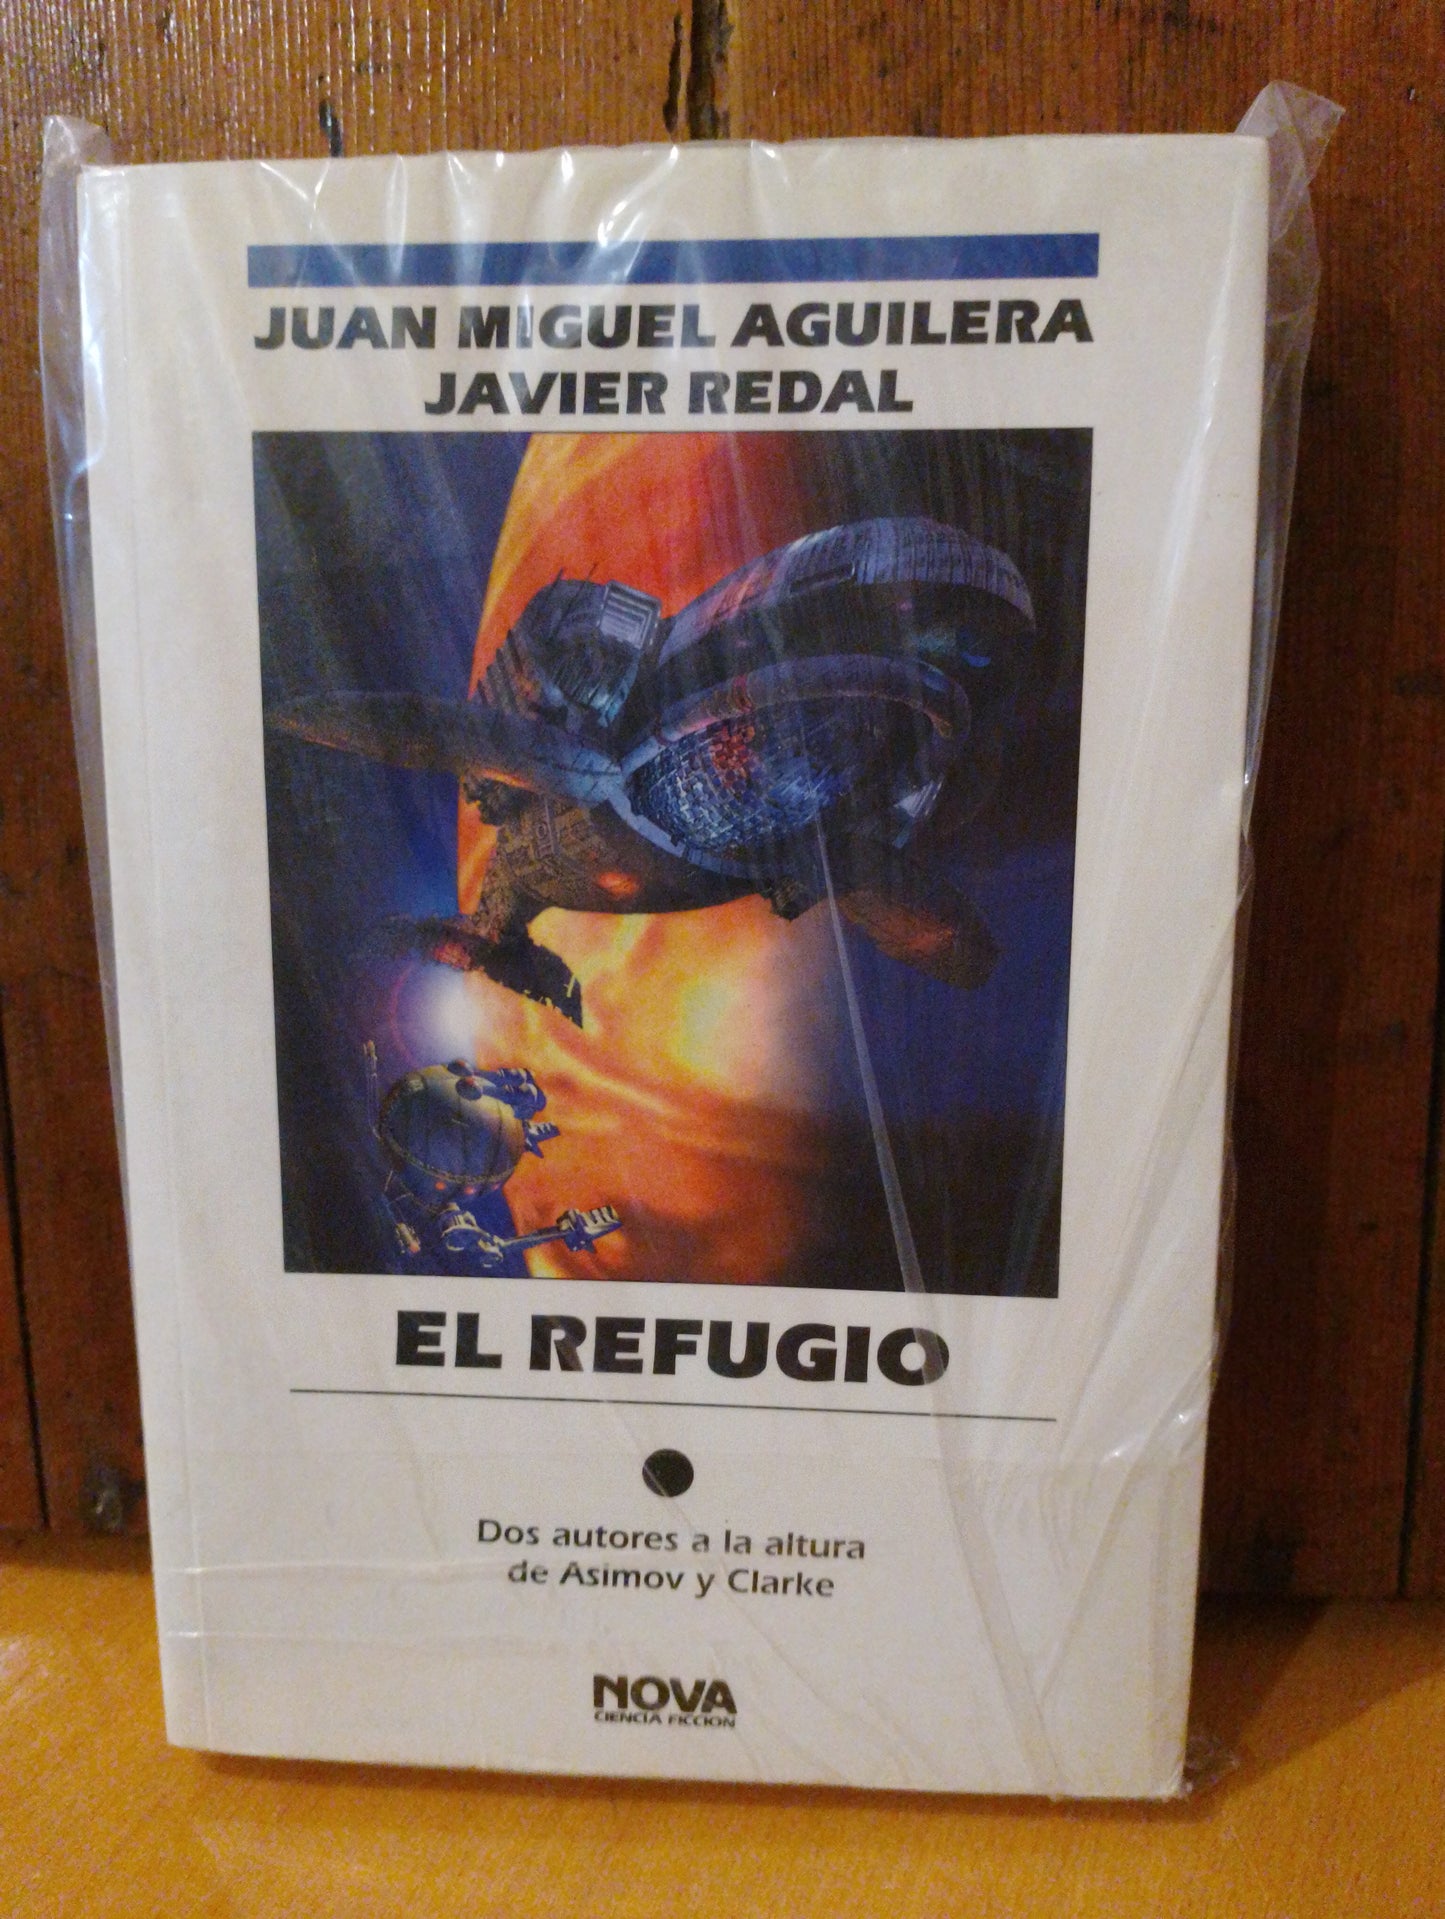 JUAN MIGUEL AGUILERA
JAVIER REDAL
EL REFUGIO
Dos autores a la altura
de Asimov y Clarke
NOVA
CIENCIA FICCION